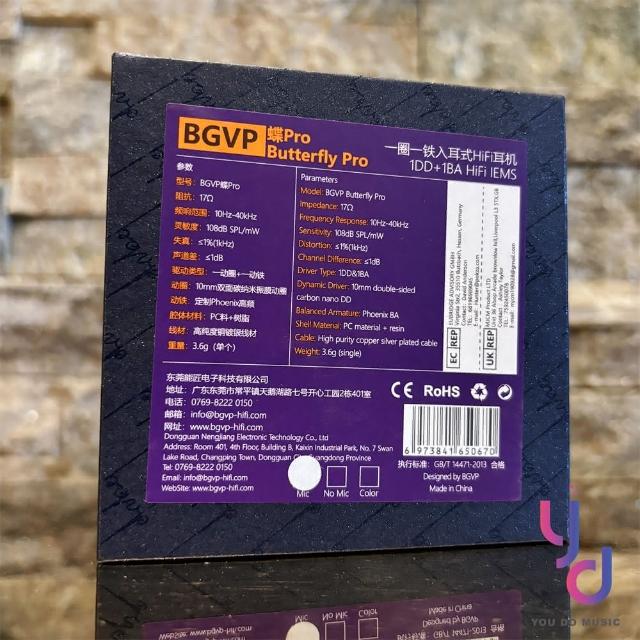 BGVP 蝶Pro
Butterfly Pro
一圈一铁入耳式HiFi耳机
1DD+1BA HiFi IEMS
参数
型号: BGVP蝶Pro
阻抗: 17Ω
频响范围: 10Hz-40kHz
灵敏度: 108dB SPL/mW
失真: ≤1%(1kHz)
声道差: ≤1dB
驱动类型: 一动圈+一动铁
动圈: 10mm双面碳纳米振膜动圈
动铁: 定制Phoenix高频
腔体材料: PC料+树脂
线材: 高纯度铜镀银线材
重量: 3.6g (单个)
Parameters
Model: BGVP Butterfly Pro
Impedance: 17Ω
Frequency Response: 10Hz-40kHz
Sensitivity: 108dB SPL/mW
Distortion: ≤1%(1kHz)
Channel Difference: ≤1dB
Driver Type: 1DD&1BA
Dynamic Driver: 10mm double-sided
carbon nano DD
Balanced Armature: Phoenix BA
Shell Material: PC material + resin
Cable: High purity copper silver plated cable
Weight: 3.6g (single)
EC REP
EUBRIDGE ADVISORY GMBH
UK REP
东莞能匠电子科技有限公司
地址: 广东东莞市常平镇天鹅湖路七号开心工园2栋401室
电话: 0769-8222 0150
邮箱: info@bgvp-hifi.com
网址: www.bgvp-hifi.com
Dongguan Nengjiang Electronic Technology Co., Ltd
Address: Room 401, 4th Floor, Building B, Kaixin Industrial Park, No. 7 Swan
Lake Road, Changping Town, Dongguan City, Guangdong Province
Tel: 0769-8222 0150
Email: info@bgvp-hifi.com
WebSite: www.bgvp-hifi.com
Mic No Mic Color
CE RoHS
6973841650670
执行标准: GB/T 14471-2013 合格
Designed by BGVP
Made in China
YOU DO MUSIC